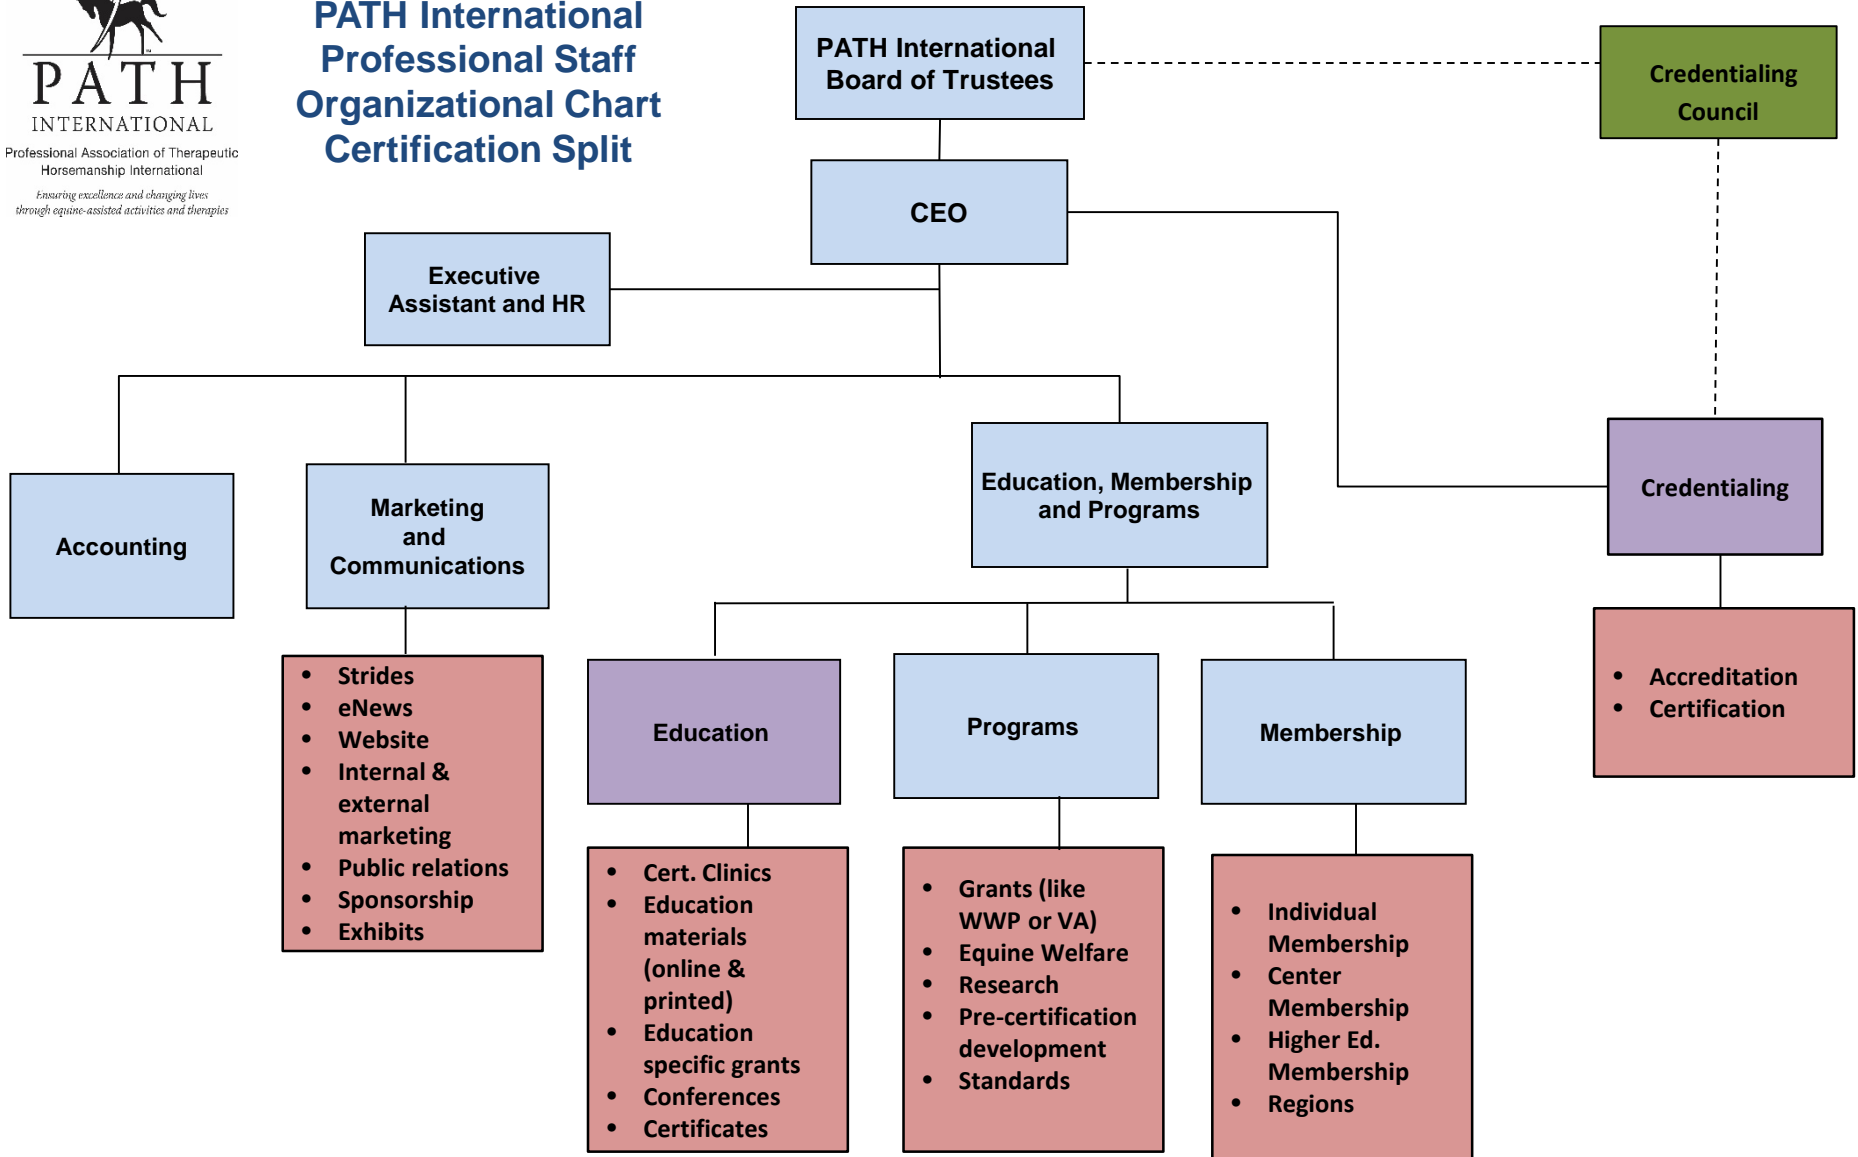 PATH
INTERNATIONAL
Professional Association of Therapeutic
Horsemanship International
Ensuring excellence and changing lives
through equine-assisted activities and therapies
PATH International
Professional Staff
Organizational Chart
Certification Split
PATH International
Board of Trustees
Credentialing
Council
CEO
Executive
Assistant and HR
Accounting
Marketing
and
Communications
Education, Membership
and Programs
Credentialing
• Strides
• eNews
• Website
• Internal &
external
marketing
• Public relations
• Sponsorship
• Exhibits
Education
Programs
Membership
• Accreditation
• Certification
• Cert. Clinics
• Education
materials
(online &
printed)
• Education
specific grants
• Conferences
• Certificates
• Grants (like
WWP or VA)
• Equine Welfare
• Research
• Pre-certification
development
• Standards
• Individual
Membership
• Center
Membership
• Higher Ed.
Membership
• Regions